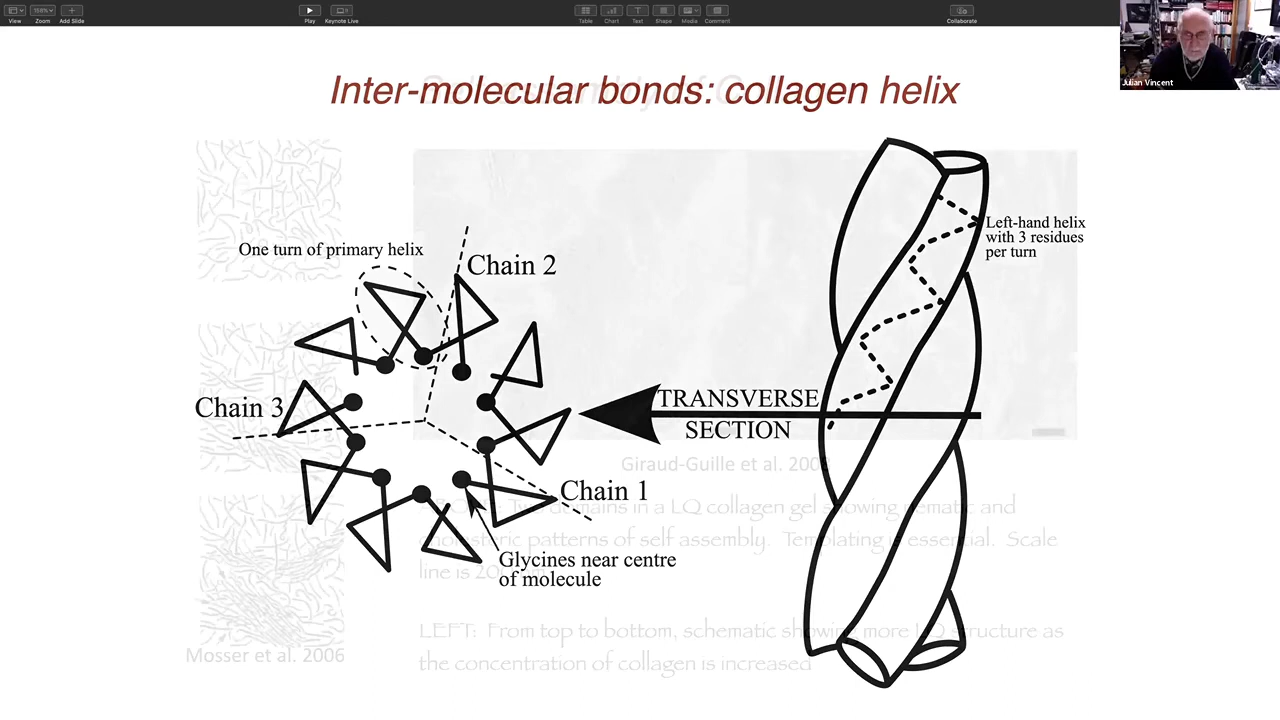 View
Zoom
Add Slide
Play
Keynote Live
Table
Chart
Text
Shape
Media
Comment
Collaborate
Julian Vincent
Inter-molecular bonds: collagen helix
One turn of primary helix
Chain 2
Left-hand helix
with 3 residues
per turn
Chain 3
TRANSVERSE
SECTION
Chain 1
Glycines near centre
of molecule
Giraud-Guille et al.
domains in a LQ collagen gel showing nematic and
cholesteric patterns of self assembly. Templating is essential. Scale
line is
LEFT: From top to bottom, schematic showing more LQ structure as
the concentration of collagen is increased
Mosser et al. 2006